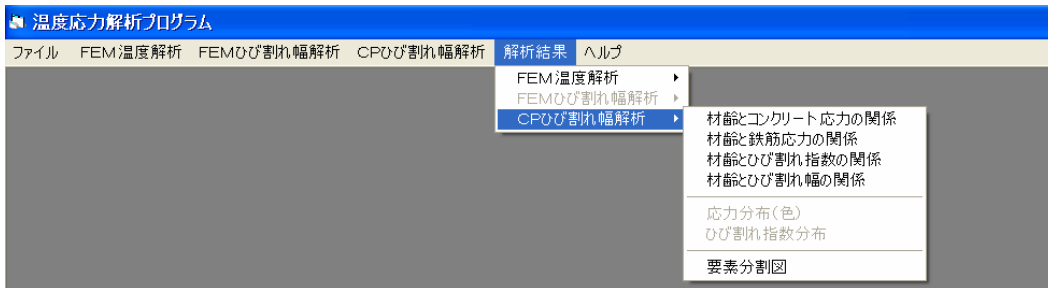 温度応力解析プログラム
ファイル FEM温度解析 FEMひび割れ幅解析 CPひび割れ幅解析 解析結果 ヘルプ
FEM温度解析
FEMひび割れ幅解析
CPひび割れ幅解析
材齢とコンクリート応力の関係
材齢と鉄筋応力の関係
材齢とひび割れ指数の関係
材齢とひび割れ幅の関係
応力分布(色)
ひび割れ指数分布
要素分割図